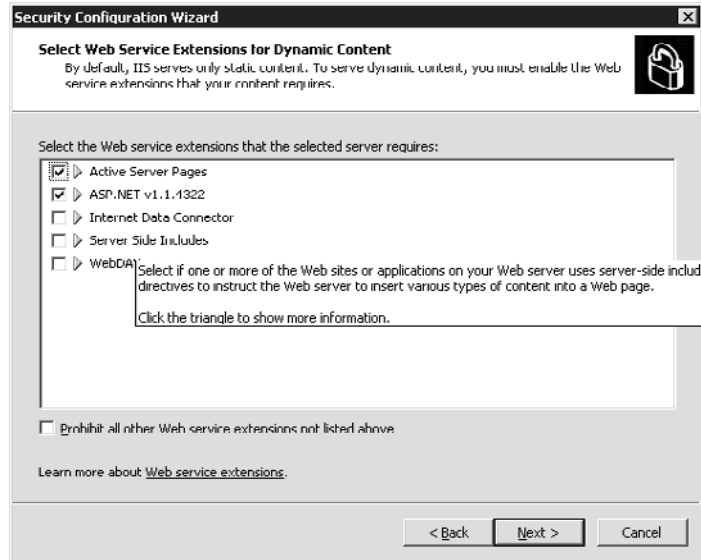 Security Configuration Wizard
Select Web Service Extensions for Dynamic Content
By default, IIS serves only static content. To serve dynamic content, you must enable the Web
service extensions that your content requires.
Select the Web service extensions that the selected server requires:
Active Server Pages
ASP.NET v1.1.4322
Internet Data Connector
Server Side Includes
WebDAV
Select if one or more of the Web sites or applications on your Web server uses server-side includ
directives to instruct the Web server to insert various types of content into a Web page.
Click the triangle to show more information.
Prohibit all other Web service extensions not listed above
Learn more about Web service extensions.
< Back
Next >
Cancel